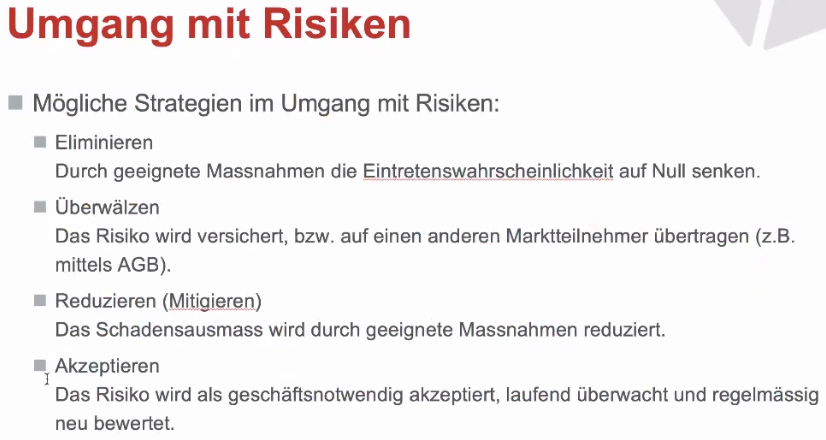 Umgang mit Risiken
Mögliche Strategien im Umgang mit Risiken:
Eliminieren
Durch geeignete Massnahmen die Eintretenswahrscheinlichkeit auf Null senken.
Überwälzen
Das Risiko wird versichert, bzw. auf einen anderen Marktteilnehmer übertragen (z.B.
mittels AGB).
Reduzieren (Mitigieren)
Das Schadensausmass wird durch geeignete Massnahmen reduziert.
Akzeptieren
Das Risiko wird als geschäftsnotwendig akzeptiert, laufend überwacht und regelmässig
neu bewertet.